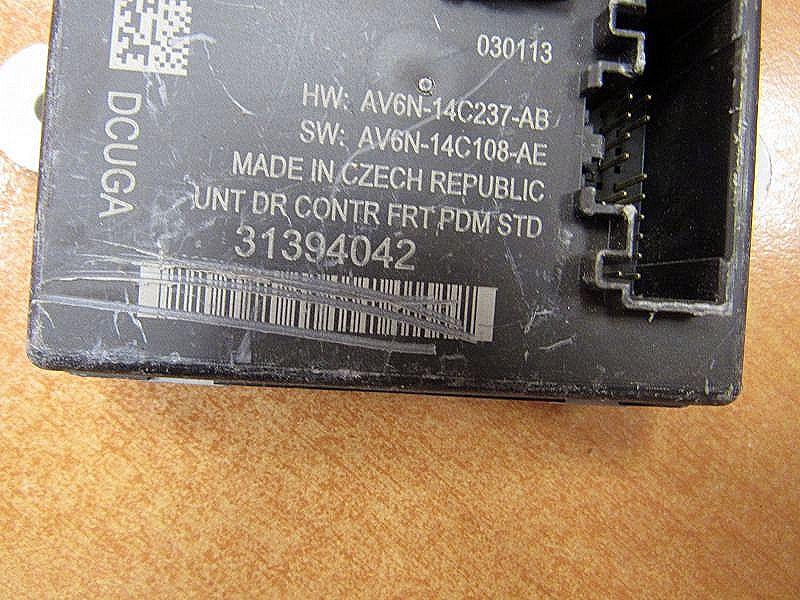 030113
HW: AV6N-14C237-AB
SW: AV6N-14C108-AE
MADE IN CZECH REPUBLIC
UNT DR CONTR FRT PDM STD
31394042
DCUGA